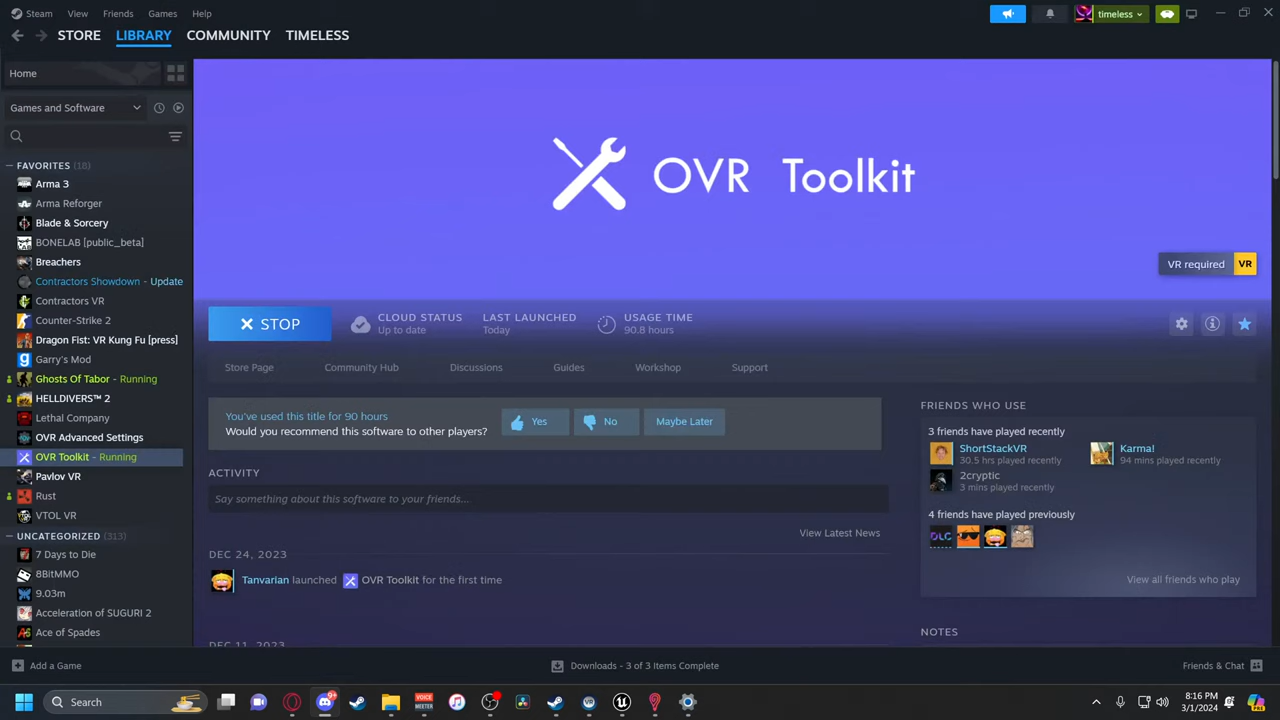 Steam View Friends Games Help
timeless
STORE LIBRARY COMMUNITY TIMELESS
Home
Games and Software
FAVORITES (18)
Arma 3
Arma Reforger
Blade & Sorcery
BONELAB [public_beta]
Breachers
Contractors Showdown - Update
Contractors VR
Counter-Strike 2
Dragon Fist: VR Kung Fu [press]
Garry's Mod
Ghosts Of Tabor - Running
HELLDIVERS™ 2
Lethal Company
OVR Advanced Settings
OVR Toolkit - Running
Pavlov VR
Rust
VTOL VR
UNCATEGORIZED (313)
7 Days to Die
8BitMMO
9.03m
Acceleration of SUGURI 2
Ace of Spades
OVR Toolkit
VR required VR
STOP
CLOUD STATUS
Up to date
LAST LAUNCHED
Today
USAGE TIME
90.8 hours
Store Page Community Hub Discussions Guides Workshop Support
You've used this title for 90 hours
Would you recommend this software to other players?
Yes No Maybe Later
ACTIVITY
Say something about this software to your friends...
View Latest News
DEC 24, 2023
Tanvarian launched OVR Toolkit for the first time
DEC 11, 2023
FRIENDS WHO USE
3 friends have played recently
ShortStackVR
30.5 hrs played recently
Karma!
94 mins played recently
2cryptic
3 mins played recently
4 friends have played previously
DLC
View all friends who play
NOTES
Add a Game
Downloads - 3 of 3 Items Complete
Friends & Chat
Search
9+
VOICE
MEETER
8:16 PM
3/1/2024